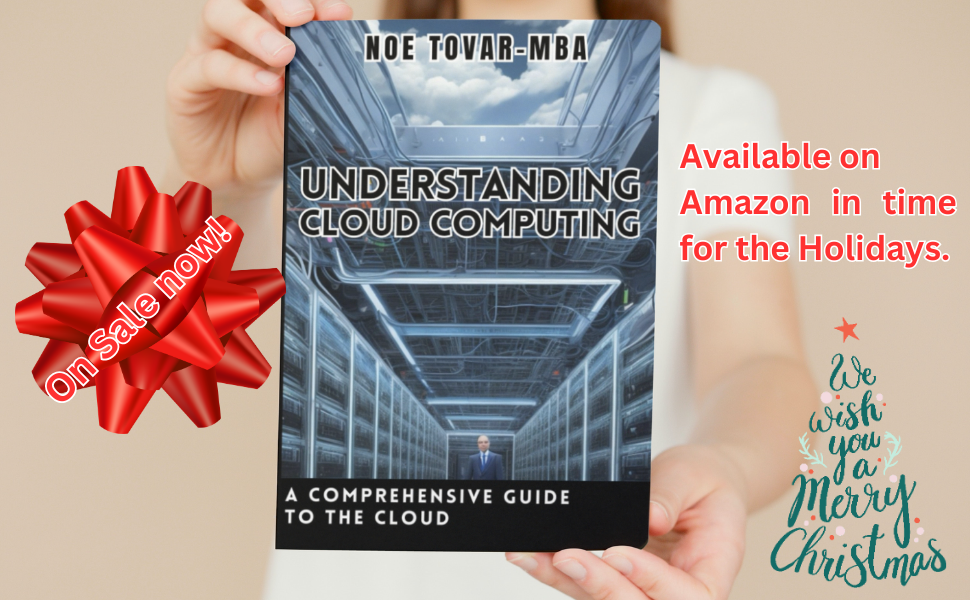 NOE TOVAR-MBA
UNDERSTANDING
CLOUD COMPUTING
A COMPREHENSIVE GUIDE
TO THE CLOUD
On Sale now!
Available on
Amazon in time
for the Holidays.
We
wish
you
a
Merry
Christmas